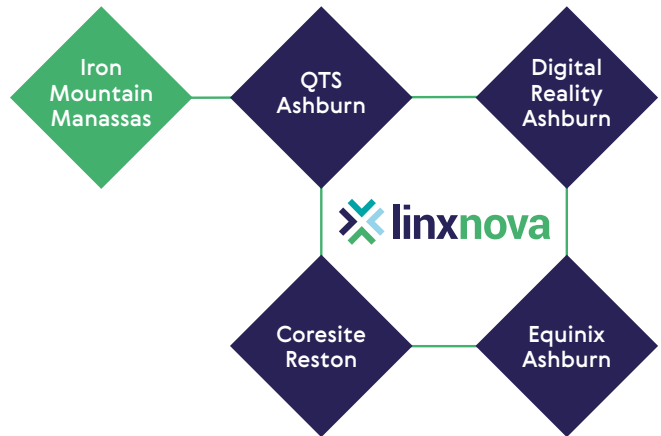 Iron
Mountain
Manassas
QTS
Ashburn
Digital
Reality
Ashburn
linxnova
Coresite
Reston
Equinix
Ashburn